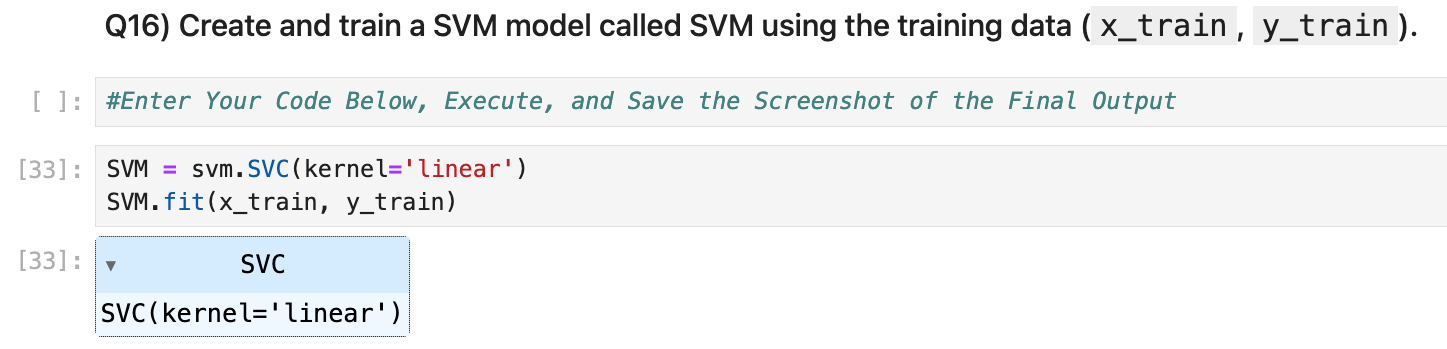 Q16) Create and train a SVM model called SVM using the training data ( x_train , y_train ).
[ ]: #Enter Your Code Below, Execute, and Save the Screenshot of the Final Output
[33]: SVM = svm.SVC(kernel='linear')
SVM.fit(x_train, y_train)
[33]: ▾ SVC
SVC(kernel='linear')